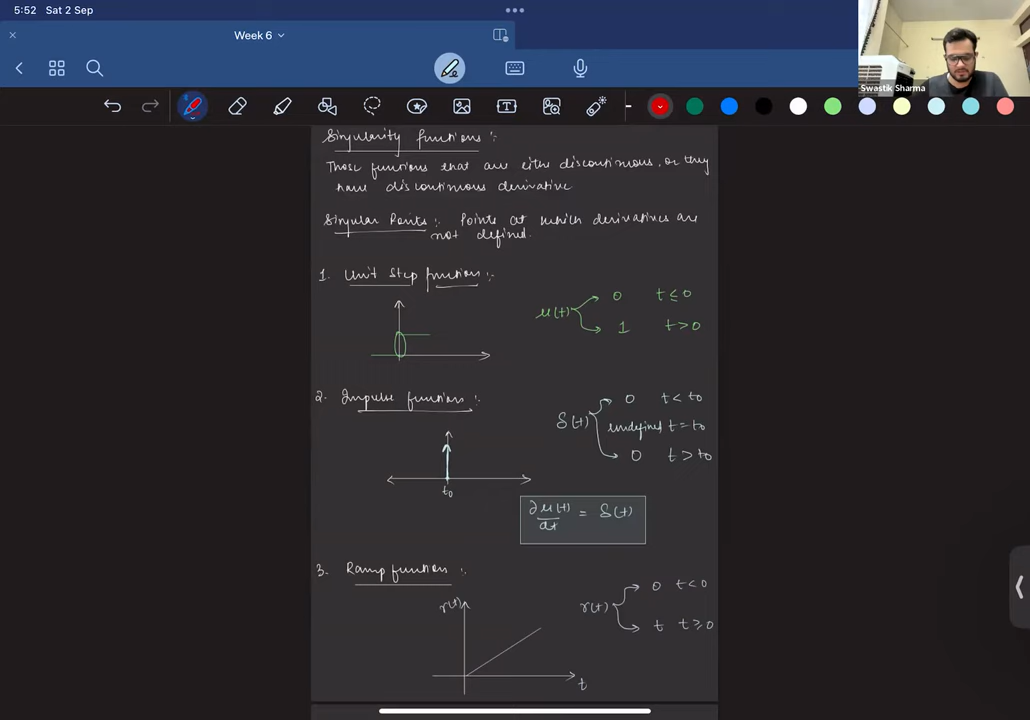 5:52 Sat 2 Sep
Week 6
Swastik Sharma
Singularity functions :-
Those functions that are either discontinuous, or they
have discontinuous derivative
Singular Points :- Points at which derivatives are
not defined.
1. Unit Step function :-
u(t) 0 t ≤ 0
1 t > 0
2. Impulse function :-
δ(t) 0 t < t0
undefined t = t0
0 t > t0
t0
∂u(t)/dt = δ(t)
3. Ramp function :-
r(t)
r(t) 0 t < 0
t t ≥ 0
t